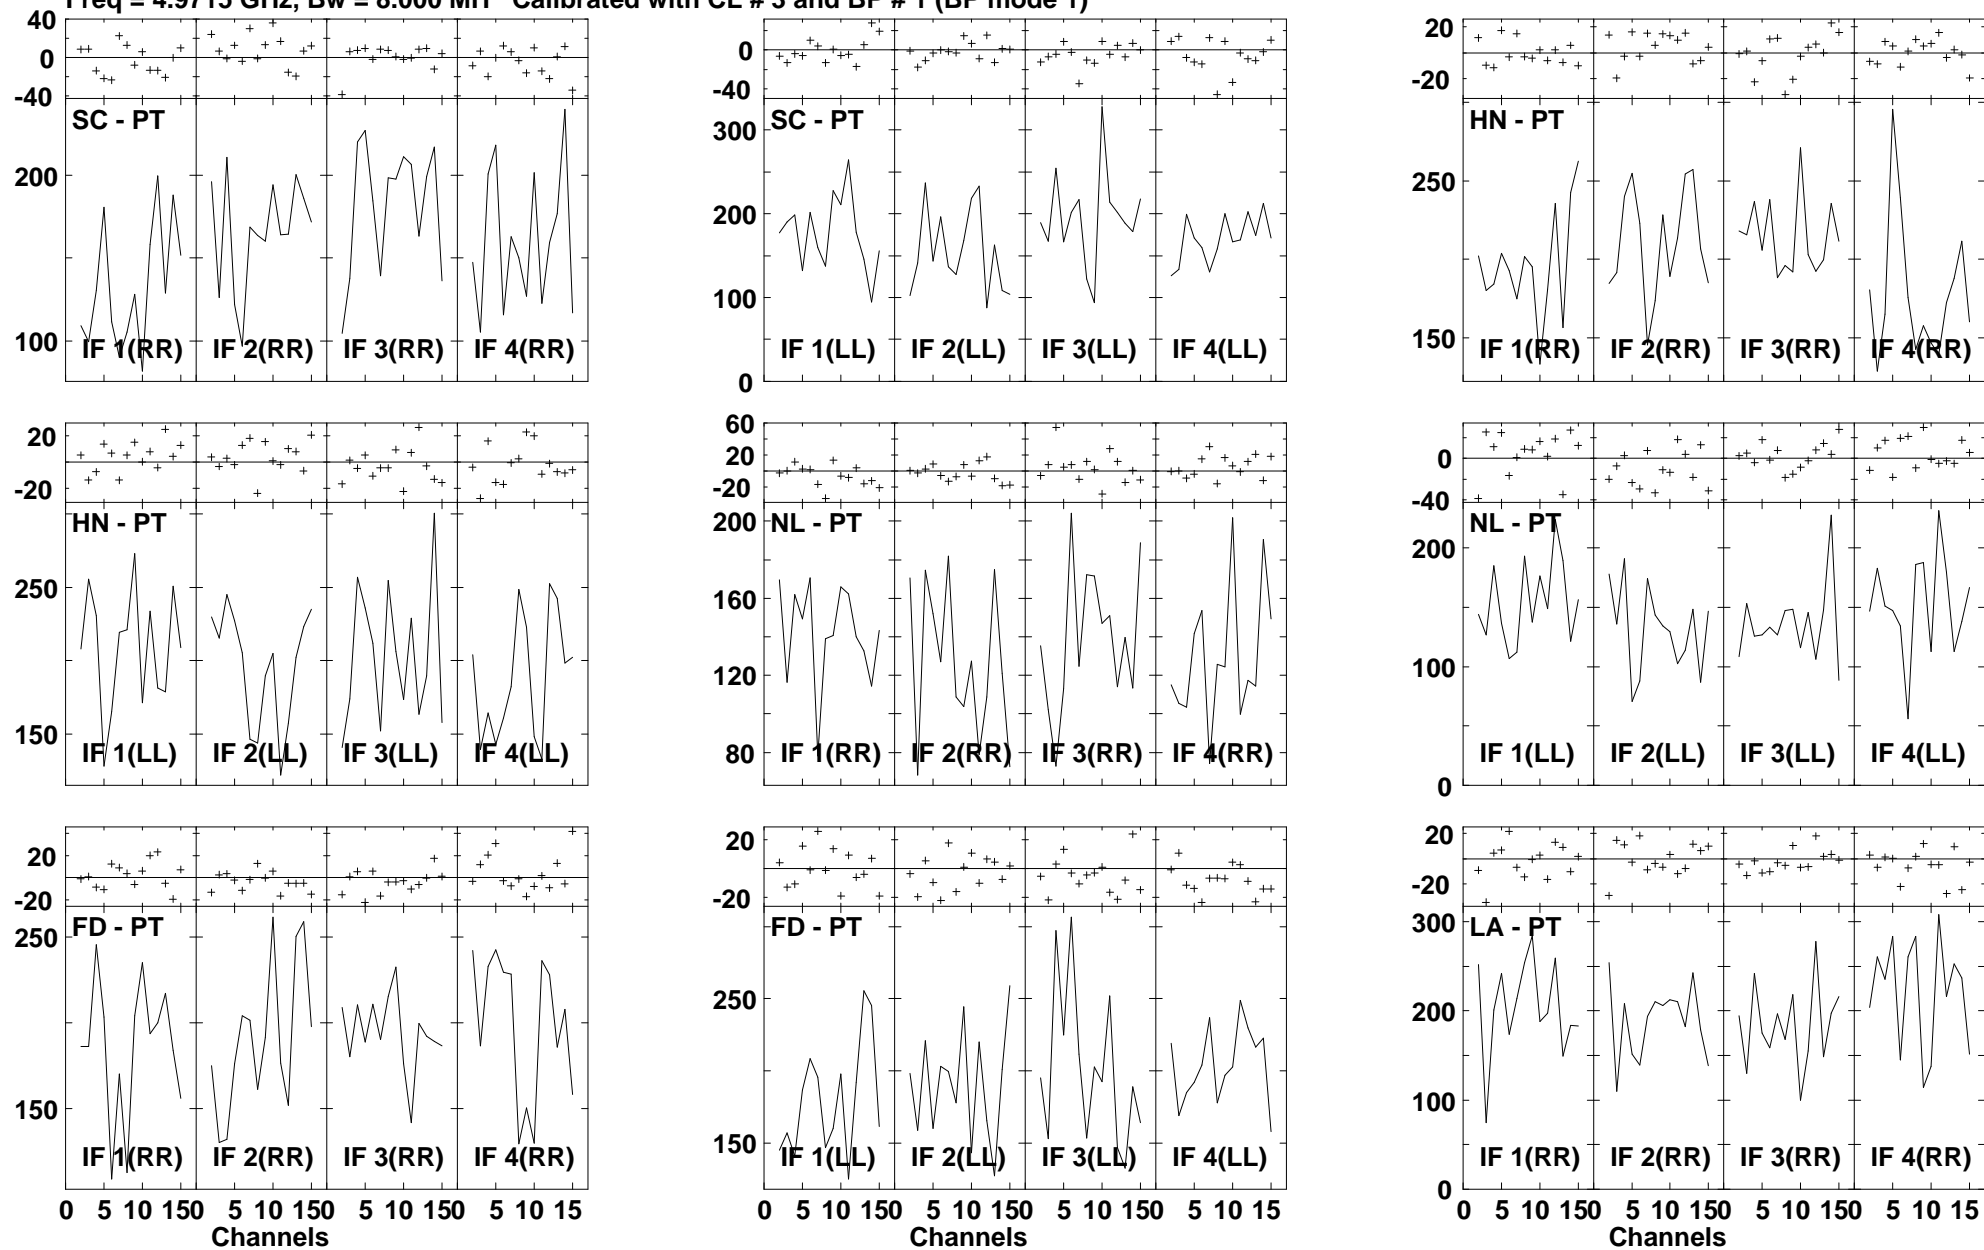 Freq = 4.9715 GHz, Bw = 8.000 MH Calibrated with CL # 3 and BP # 1 (BP mode 1)
40
0
-40
SC - PT
200
100
IF 1(RR) IF 2(RR) IF 3(RR) IF 4(RR)
0
-40
SC - PT
300
200
100
0
IF 1(LL) IF 2(LL) IF 3(LL) IF 4(LL)
20
-20
HN - PT
250
150
IF 1(RR) IF 2(RR) IF 3(RR) IF 4(RR)
20
-20
HN - PT
250
150
IF 1(LL) IF 2(LL) IF 3(LL) IF 4(LL)
60
20
-20
NL - PT
200
160
120
80
IF 1(RR) IF 2(RR) IF 3(RR) IF 4(RR)
0
-40
NL - PT
200
100
0
IF 1(LL) IF 2(LL) IF 3(LL) IF 4(LL)
20
-20
FD - PT
250
150
IF 1(RR) IF 2(RR) IF 3(RR) IF 4(RR)
0 5 10 150 5 10 150 5 10 150 5 10 15
Channels
20
-20
FD - PT
250
150
IF 1(LL) IF 2(LL) IF 3(LL) IF 4(LL)
0 5 10 150 5 10 150 5 10 150 5 10 15
Channels
20
-20
LA - PT
300
200
100
0
IF 1(RR) IF 2(RR) IF 3(RR) IF 4(RR)
0 5 10 150 5 10 150 5 10 150 5 10 15
Channels